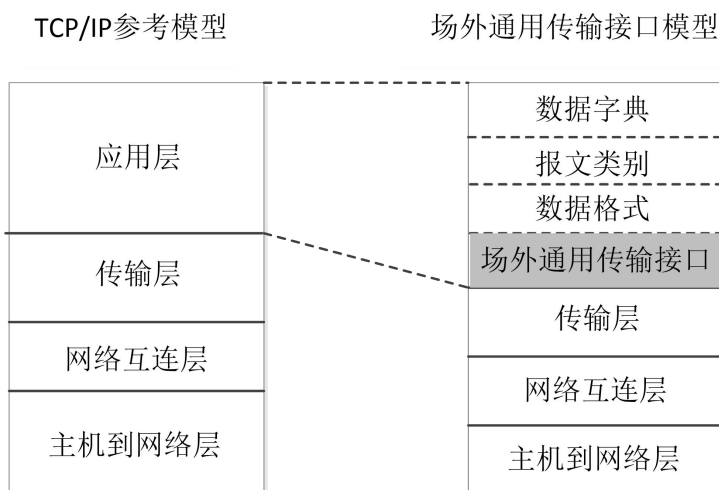 TCP/IP参考模型
应用层
传输层
网络互连层
主机到网络层
场外通用传输接口模型
数据字典
报文类别
数据格式
场外通用传输接口
传输层
网络互连层
主机到网络层